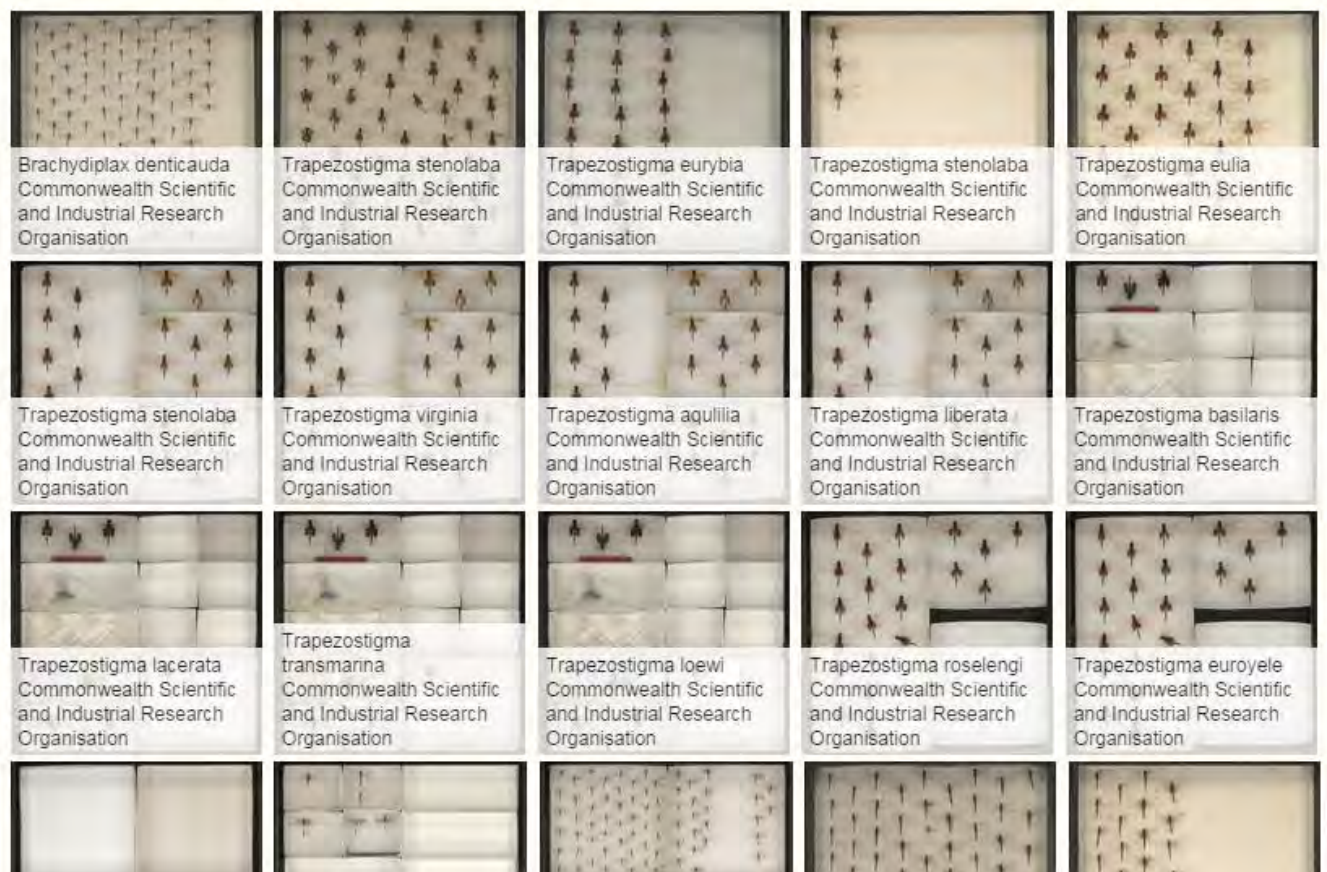 Brachydiplax denticauda
Commonwealth Scientific
and Industrial Research
Organisation
Trapezostigma stenolaba
Commonwealth Scientific
and Industrial Research
Organisation
Trapezostigma eurybia
Commonwealth Scientific
and Industrial Research
Organisation
Trapezostigma stenolaba
Commonwealth Scientific
and Industrial Research
Organisation
Trapezostigma eulia
Commonwealth Scientific
and Industrial Research
Organisation
Trapezostigma stenolaba
Commonwealth Scientific
and Industrial Research
Organisation
Trapezostigma virginia
Commonwealth Scientific
and Industrial Research
Organisation
Trapezostigma aqulilia
Commonwealth Scientific
and Industrial Research
Organisation
Trapezostigma liberata
Commonwealth Scientific
and Industrial Research
Organisation
Trapezostigma basilaris
Commonwealth Scientific
and Industrial Research
Organisation
Trapezostigma lacerata
Commonwealth Scientific
and Industrial Research
Organisation
Trapezostigma
transmarina
Commonwealth Scientific
and Industrial Research
Organisation
Trapezostigma loewi
Commonwealth Scientific
and Industrial Research
Organisation
Trapezostigma roselengi
Commonwealth Scientific
and Industrial Research
Organisation
Trapezostigma euroyele
Commonwealth Scientific
and Industrial Research
Organisation